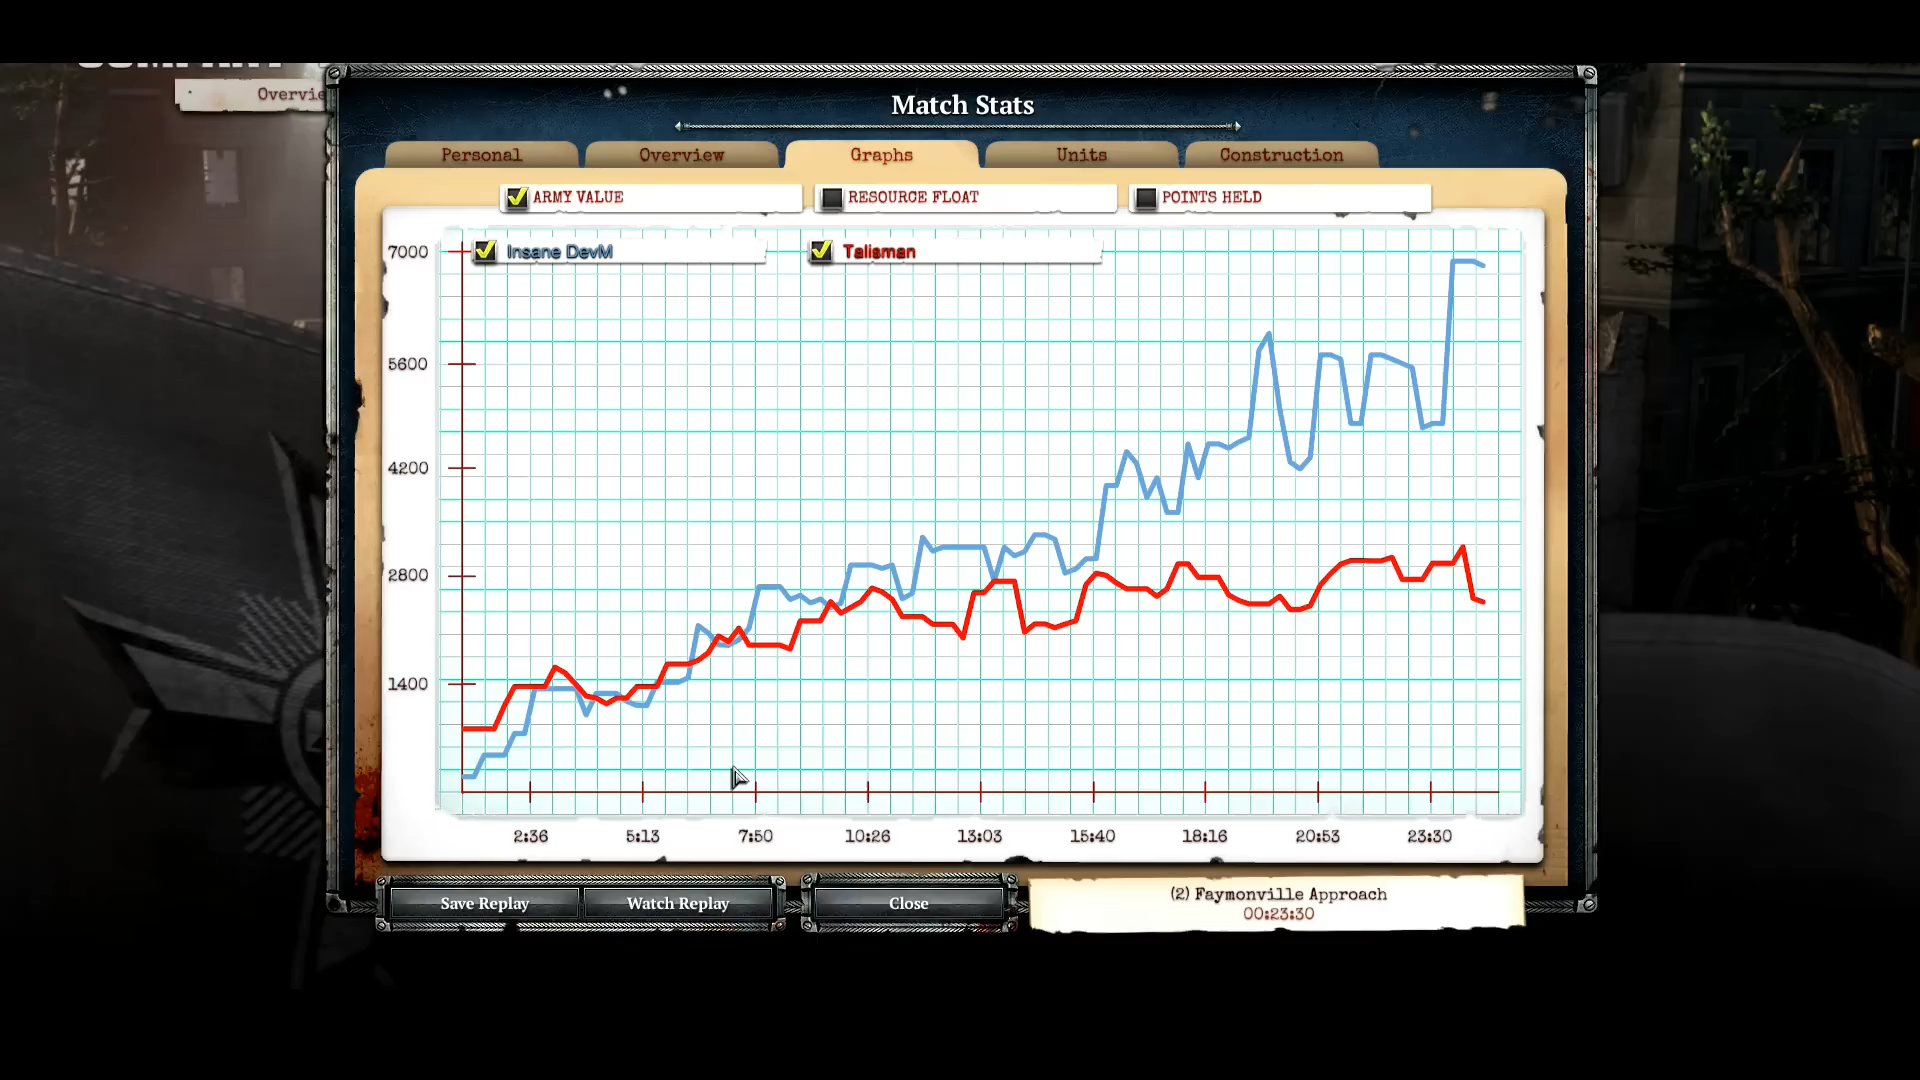 Match Stats
Personal
Overview
Graphs
Units
Construction
ARMY VALUE
RESOURCE FLOAT
POINTS HELD
Insane DevM
Talisman
7000
5600
4200
2800
1400
2:36
5:13
7:50
10:26
13:03
15:40
18:16
20:53
23:30
Save Replay
Watch Replay
Close
(2) Faymonville Approach
00:23:30